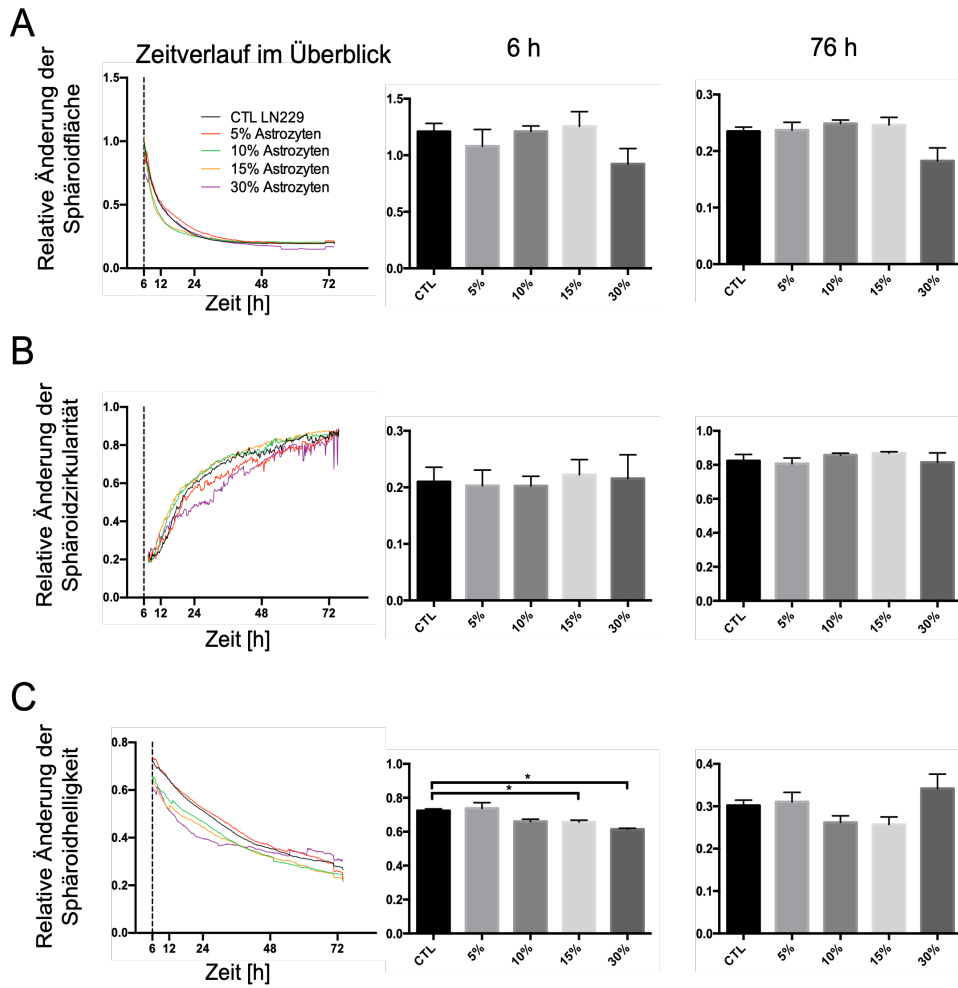 A
Zeitverlauf im Überblick
6 h
76 h
Relative Änderung der
Sphäroidfläche
1.5
1.0
0.5
0.0
CTL LN229
5% Astrozyten
10% Astrozyten
15% Astrozyten
30% Astrozyten
6 12 24 48 72
Zeit [h]
1.5
1.0
1.5
0.0
CTL 5% 10% 15% 30%
0.3
0.2
0.1
0.0
CTL 5% 10% 15% 30%
B
Relative Änderung der
Sphäroidzirkularität
1.0
0.8
0.6
0.4
0.2
0.0
6 12 24 48 72
Zeit [h]
0.3
0.2
0.1
0.0
CTL 5% 10% 15% 30%
1.0
0.8
0.6
0.4
0.2
0.0
CTL 5% 10% 15% 30%
C
Relative Änderung der
Sphäroidhelligkeit
0.8
0.6
0.4
0.2
0.0
6 12 24 48 72
Zeit [h]
1.0
0.8
0.6
0.4
0.2
0.0
*
*
CTL 5% 10% 15% 30%
0.4
0.3
0.2
0.1
0.0
CTL 5% 10% 15% 30%